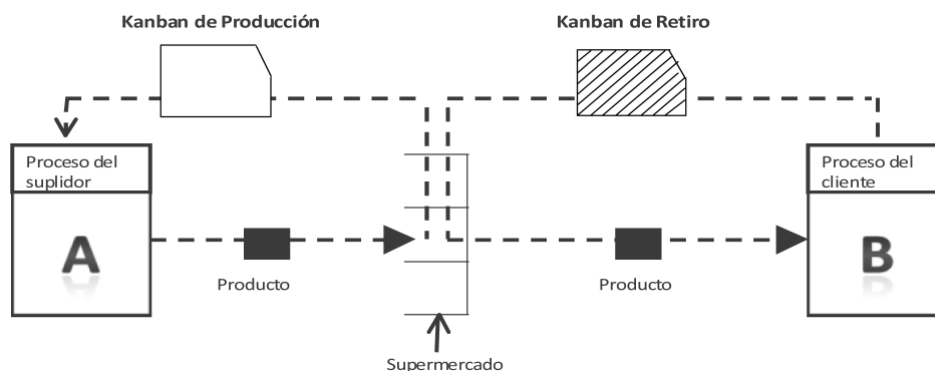 Kanban de Producción
Kanban de Retiro
Proceso del
suplidor
Proceso del
cliente
A
B
Producto
Producto
Supermercado